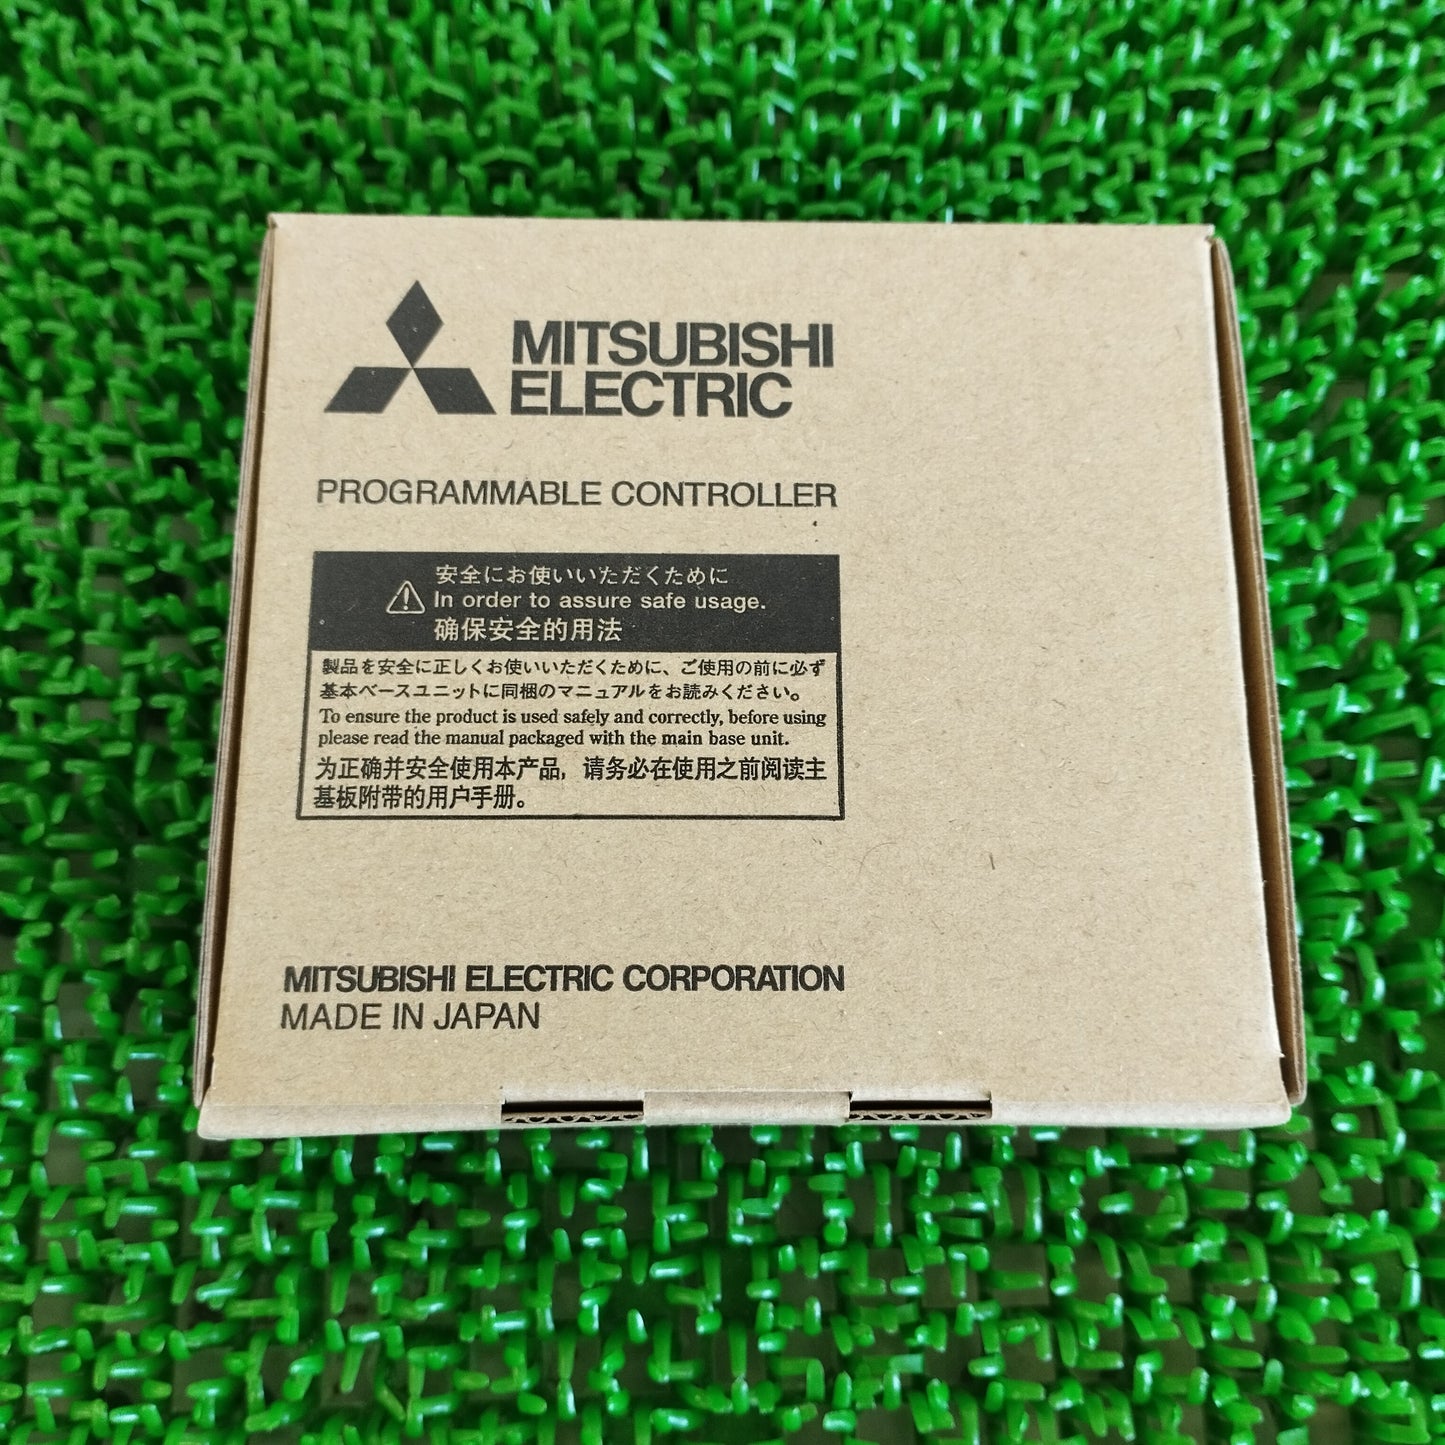 MITSUBISHI
ELECTRIC
PROGRAMMABLE CONTROLLER
安全にお使いいただくために
In order to assure safe usage.
确保安全的用法
製品を安全に正しくお使いいただくために、ご使用の前に必ず
基本ベースユニットに同梱のマニュアルをお読みください。
To ensure the product is used safely and correctly, before using
please read the manual packaged with the main base unit.
为正确并安全使用本产品，请务必在使用之前阅读主
基板附带的用户手册。
MITSUBISHI ELECTRIC CORPORATION
MADE IN JAPAN